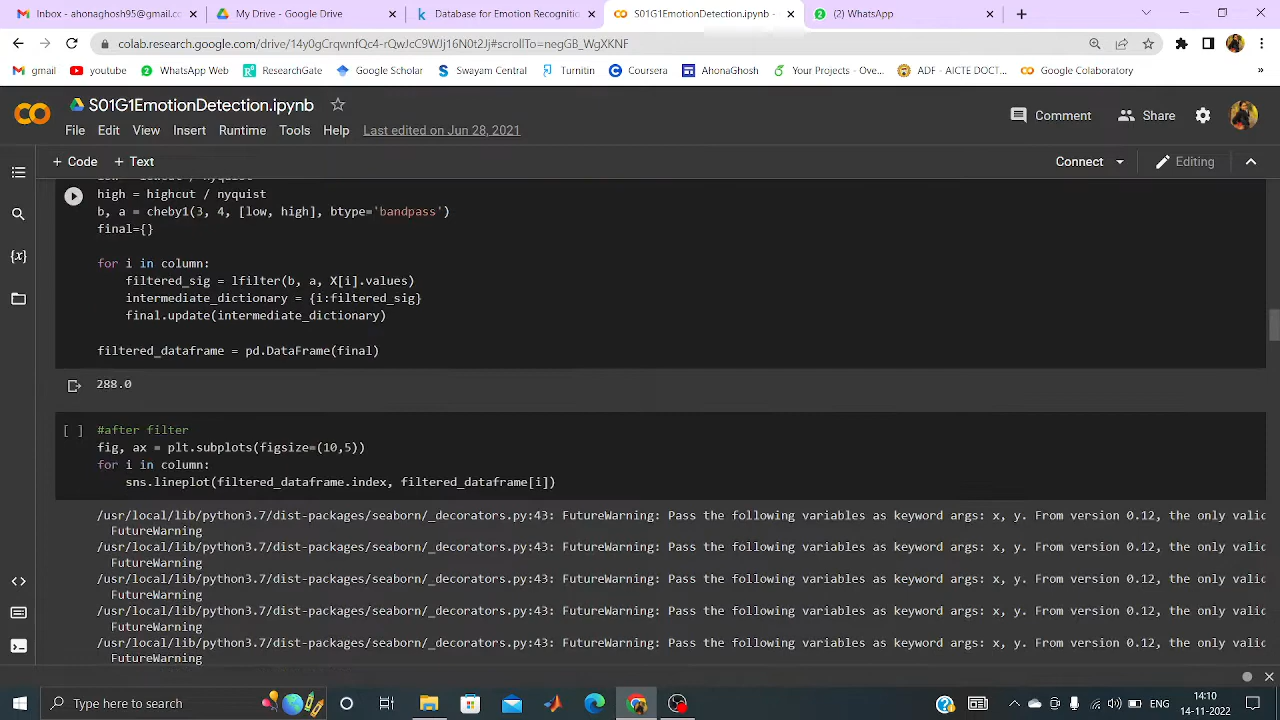 Inbox - ahonaghosh95@gmail.c
My Drive - Google Drive
Database for Emotion Recognitio
S01G1EmotionDetection.ipynb -
(2) WhatsApp
gmail
youtube
WhatsApp Web
ResearchGate
Google Scholar
Swayam Central
Turnitin
Coursera
AhonaGhosh
Your Projects - Ove...
ADF - AICTE DOCT...
Google Colaboratory
S01G1EmotionDetection.ipynb
Comment
Share
File Edit View Insert Runtime Tools Help Last edited on Jun 28, 2021
+ Code + Text
Connect
Editing
high = highcut / nyquist
b, a = cheby1(3, 4, [low, high], btype='bandpass')
final={}
for i in column:
filtered_sig = lfilter(b, a, X[i].values)
intermediate_dictionary = {i:filtered_sig}
final.update(intermediate_dictionary)
filtered_dataframe = pd.DataFrame(final)
288.0
[ ] #after filter
fig, ax = plt.subplots(figsize=(10,5))
for i in column:
sns.lineplot(filtered_dataframe.index, filtered_dataframe[i])
/usr/local/lib/python3.7/dist-packages/seaborn/_decorators.py:43: FutureWarning: Pass the following variables as keyword args: x, y. From version 0.12, the only valid
FutureWarning
/usr/local/lib/python3.7/dist-packages/seaborn/_decorators.py:43: FutureWarning: Pass the following variables as keyword args: x, y. From version 0.12, the only valid
FutureWarning
/usr/local/lib/python3.7/dist-packages/seaborn/_decorators.py:43: FutureWarning: Pass the following variables as keyword args: x, y. From version 0.12, the only valid
FutureWarning
/usr/local/lib/python3.7/dist-packages/seaborn/_decorators.py:43: FutureWarning: Pass the following variables as keyword args: x, y. From version 0.12, the only valid
FutureWarning
/usr/local/lib/python3.7/dist-packages/seaborn/_decorators.py:43: FutureWarning: Pass the following variables as keyword args: x, y. From version 0.12, the only valid
FutureWarning
Type here to search
ENG
14:10
14-11-2022